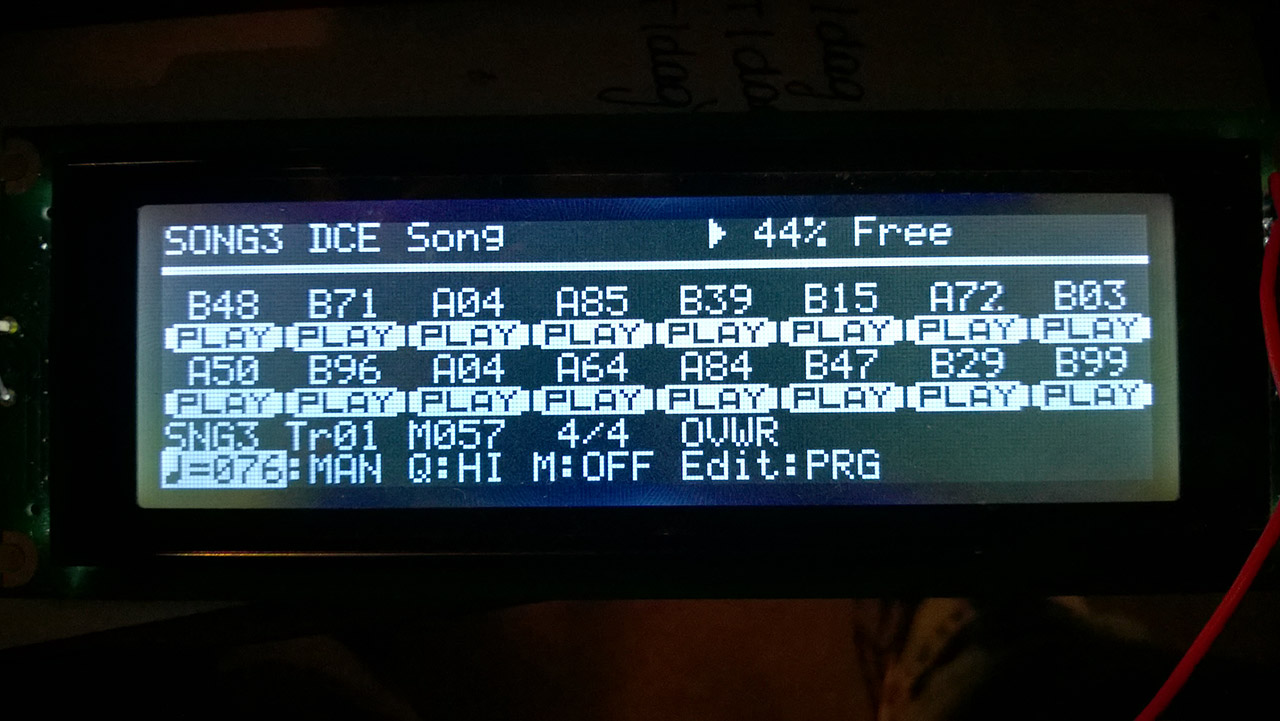 SONG3 DCE Song ▶ 44% Free
B48 B71 A04 A85 B39 B15 A72 B03
PLAY PLAY PLAY PLAY PLAY PLAY PLAY PLAY
A50 B96 A04 A64 A84 B47 B29 B99
PLAY PLAY PLAY PLAY PLAY PLAY PLAY PLAY
SNG3 Tr01 M057 4/4 OVWR
♩=076:MAN Q:HI M:OFF Edit:PRG